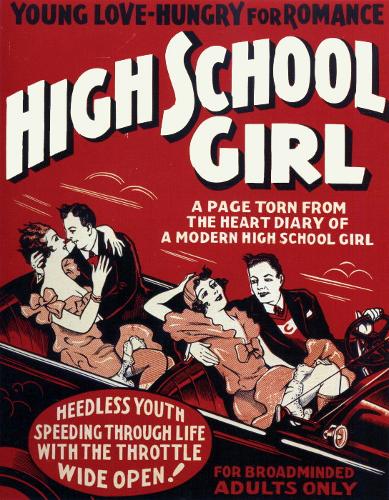 YOUNG LOVE-HUNGRY FOR ROMANCE
HIGH SCHOOL
GIRL
A PAGE TORN FROM
THE HEART DIARY OF
A MODERN HIGH SCHOOL GIRL
G
HEEDLESS YOUTH
SPEEDING THROUGH LIFE
WITH THE THROTTLE
WIDE OPEN!
FOR BROADMINDED
ADULTS ONLY